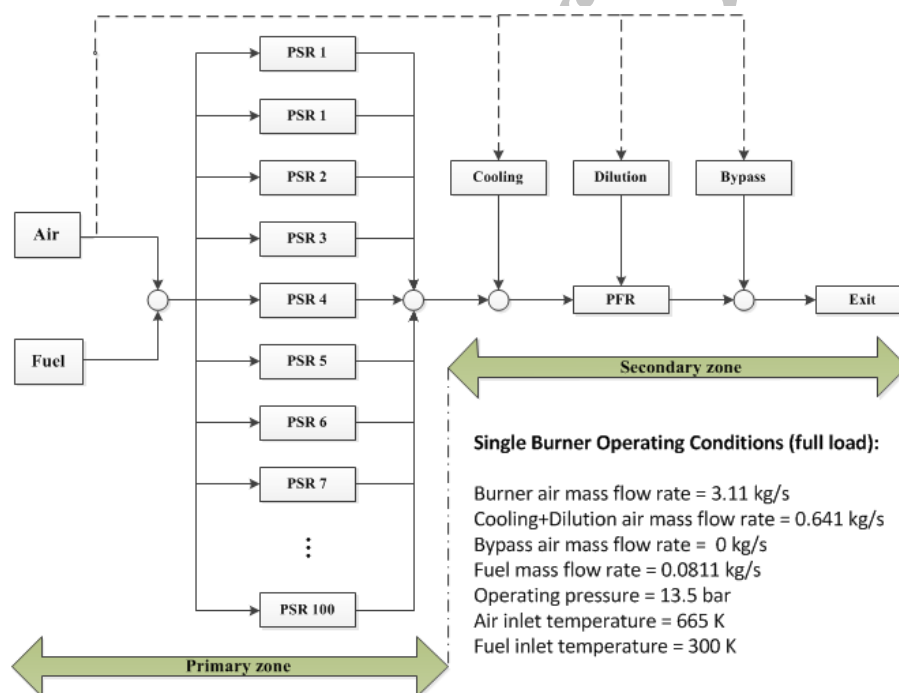 PSR 1
PSR 1
PSR 2
PSR 3
PSR 4
PSR 5
PSR 6
PSR 7
⋮
PSR 100
Air
Fuel
Cooling
Dilution
Bypass
PFR
Exit
Secondary zone
Primary zone
Single Burner Operating Conditions (full load):
Burner air mass flow rate = 3.11 kg/s
Cooling+Dilution air mass flow rate = 0.641 kg/s
Bypass air mass flow rate = 0 kg/s
Fuel mass flow rate = 0.0811 kg/s
Operating pressure = 13.5 bar
Air inlet temperature = 665 K
Fuel inlet temperature = 300 K